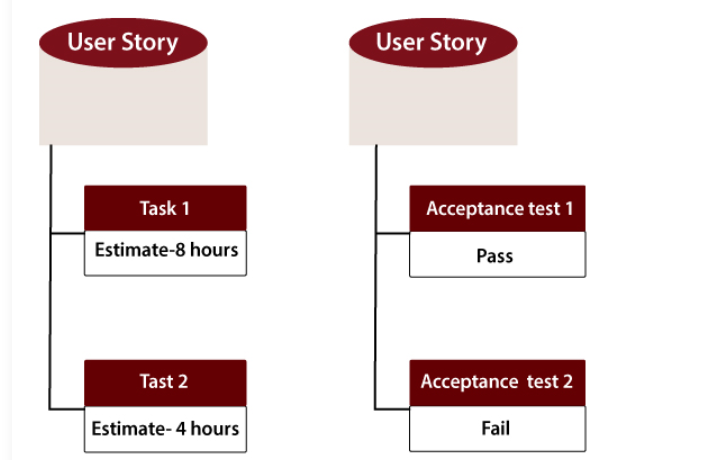 User Story
User Story
Task 1
Estimate-8 hours
Acceptance test 1
Pass
Tast 2
Estimate- 4 hours
Acceptance test 2
Fail